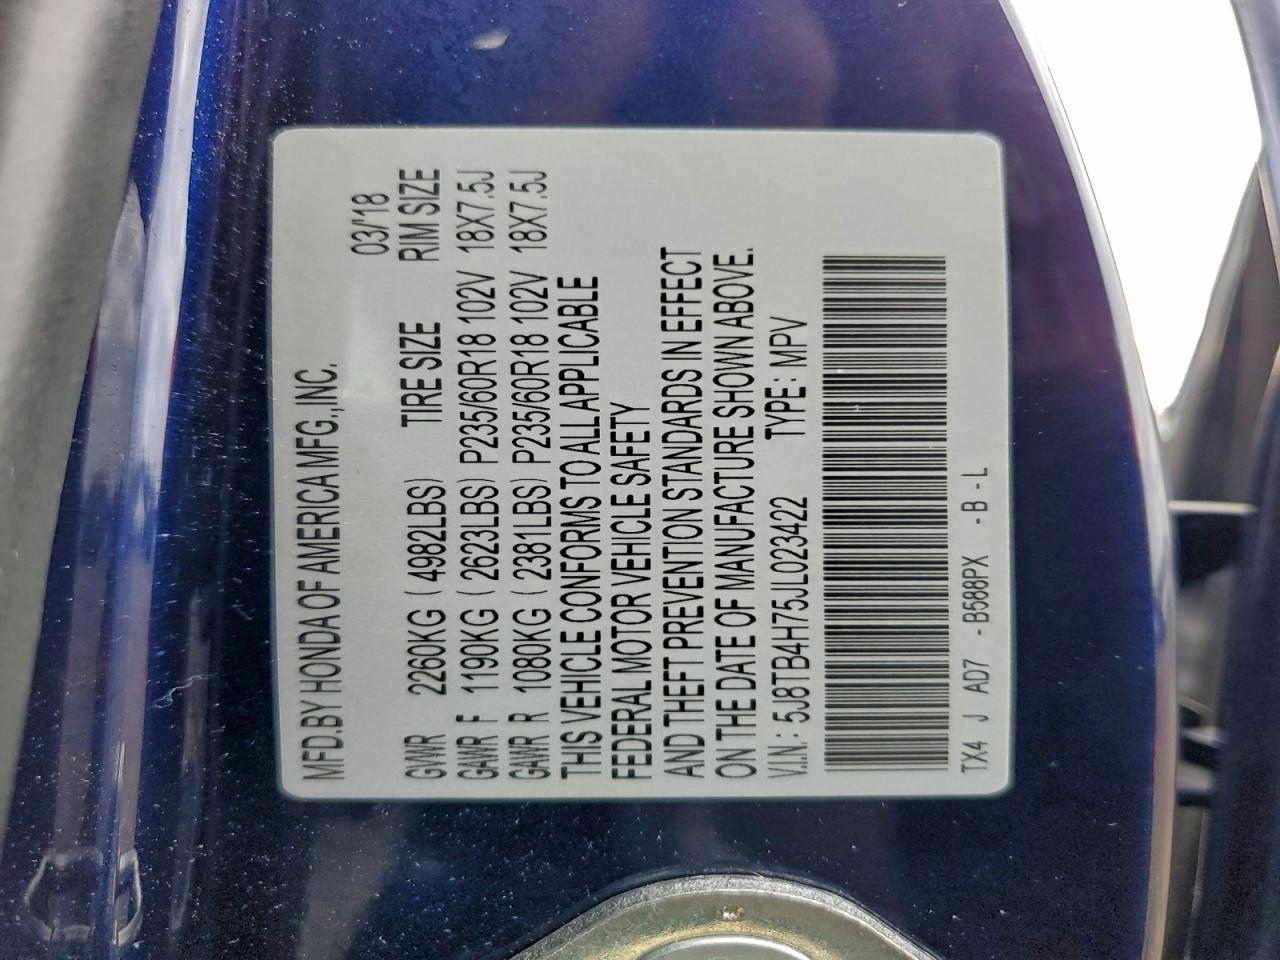 MFD.BY HONDA OF AMERICA MFG.,INC.
03/'18
GVWR 2260KG ( 4982LBS) TIRE SIZE RIM SIZE
GAWR F 1190KG ( 2623LBS) P235/60R18 102V 18X7.5J
GAWR R 1080KG ( 2381LBS) P235/60R18 102V 18X7.5J
THIS VEHICLE CONFORMS TO ALL APPLICABLE
FEDERAL MOTOR VEHICLE SAFETY
AND THEFT PREVENTION STANDARDS IN EFFECT
ON THE DATE OF MANUFACTURE SHOWN ABOVE.
V.I.N.: 5J8TB4H75JL023422 TYPE: MPV
TX4 J AD7 - B588PX - B - L